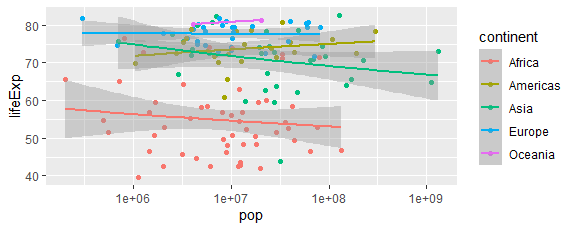 80
70
60
50
40
lifeExp
1e+06
1e+07
1e+08
1e+09
pop
continent
Africa
Americas
Asia
Europe
Oceania